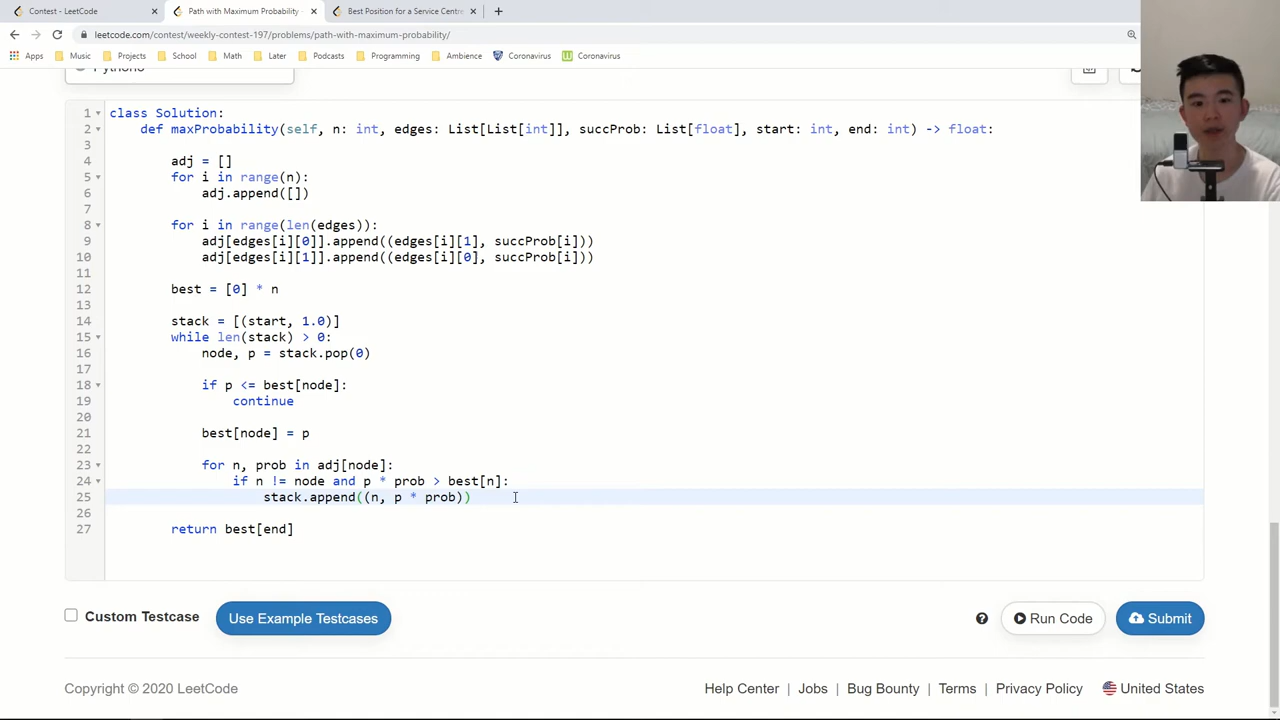 Contest - LeetCode
Path with Maximum Probability
Best Position for a Service Centre
leetcode.com/contest/weekly-contest-197/problems/path-with-maximum-probability/
Apps Music Projects School Math Later Podcasts Programming Ambience Coronavirus Coronavirus
1 class Solution:
2 def maxProbability(self, n: int, edges: List[List[int]], succProb: List[float], start: int, end: int) -> float:
3
4 adj = []
5 for i in range(n):
6 adj.append([])
7
8 for i in range(len(edges)):
9 adj[edges[i][0]].append((edges[i][1], succProb[i]))
10 adj[edges[i][1]].append((edges[i][0], succProb[i]))
11
12 best = [0] * n
13
14 stack = [(start, 1.0)]
15 while len(stack) > 0:
16 node, p = stack.pop(0)
17
18 if p <= best[node]:
19 continue
20
21 best[node] = p
22
23 for n, prob in adj[node]:
24 if n != node and p * prob > best[n]:
25 stack.append((n, p * prob))
26
27 return best[end]
Custom Testcase
Use Example Testcases
Run Code
Submit
Copyright © 2020 LeetCode
Help Center | Jobs | Bug Bounty | Terms | Privacy Policy United States